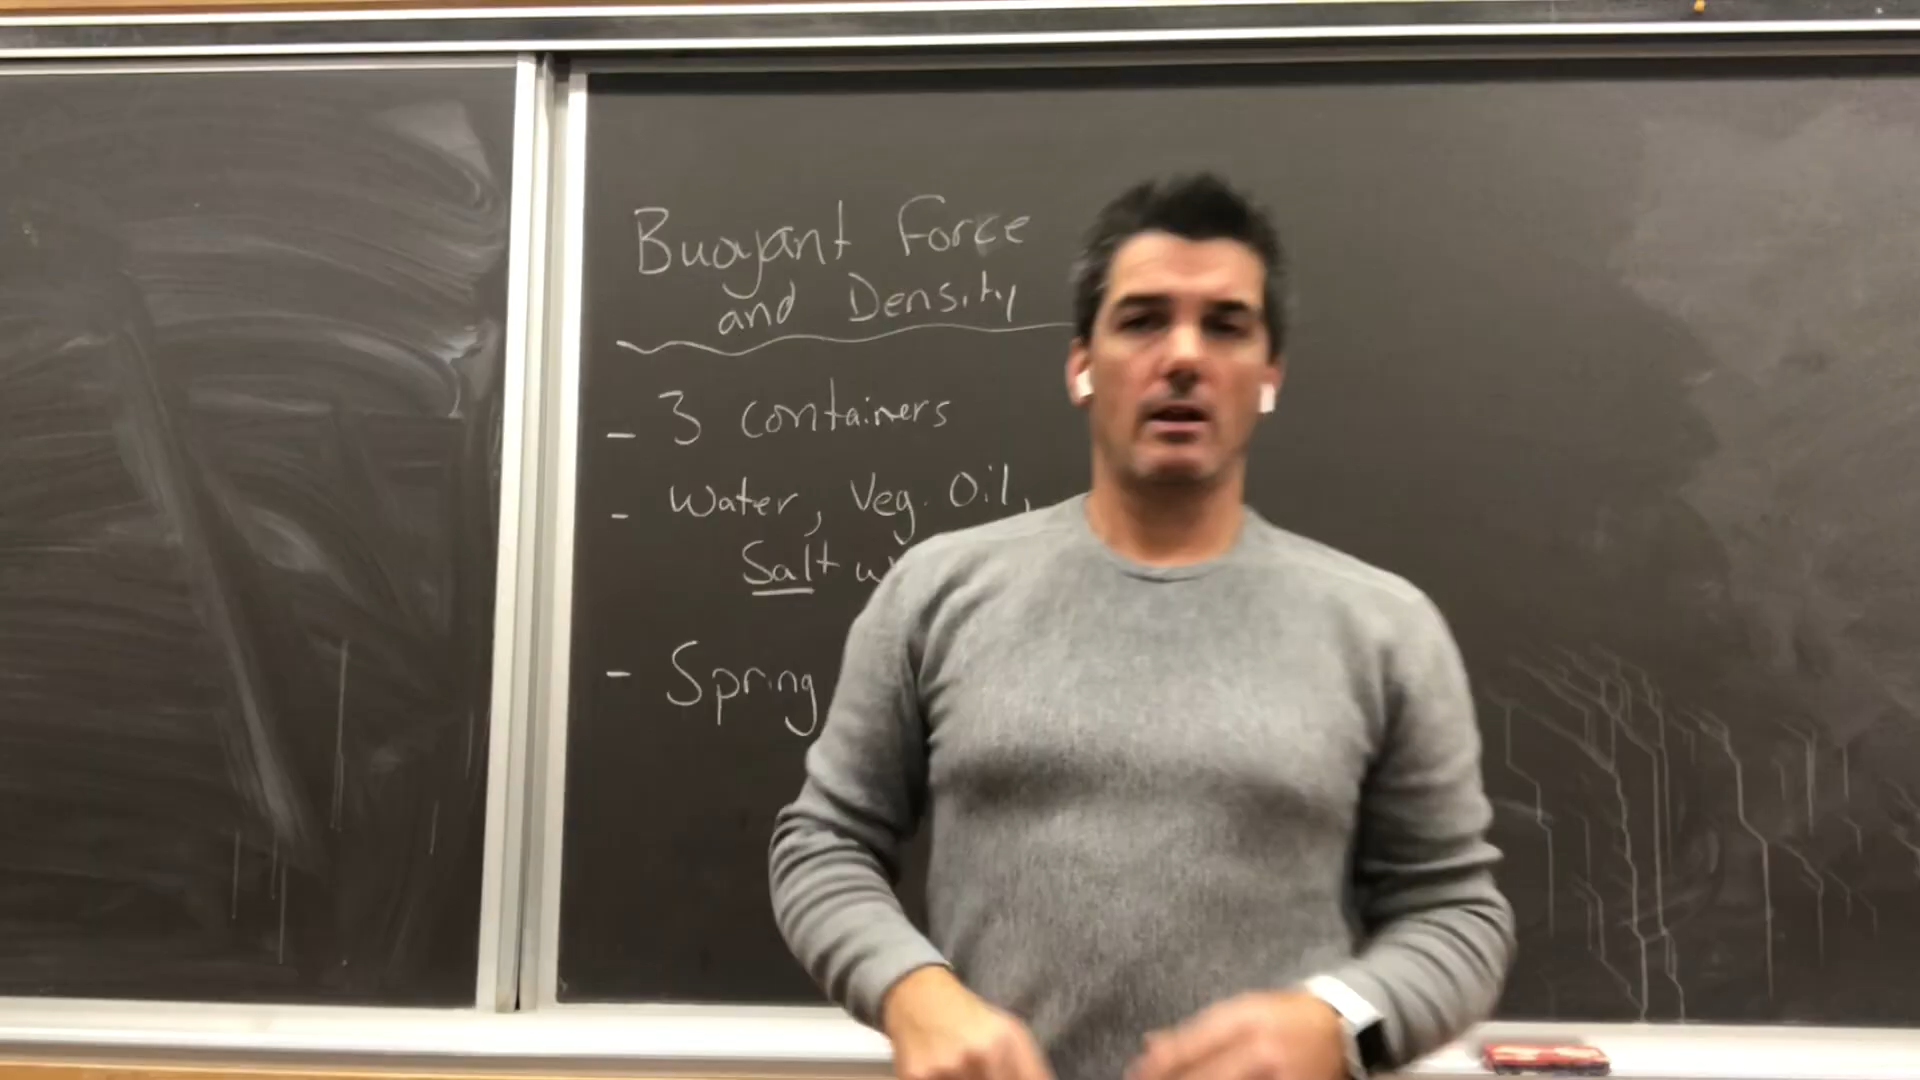 Buoyant Force
and Density
- 3 containers
- Water, Veg. Oil,
Salt
- Spring